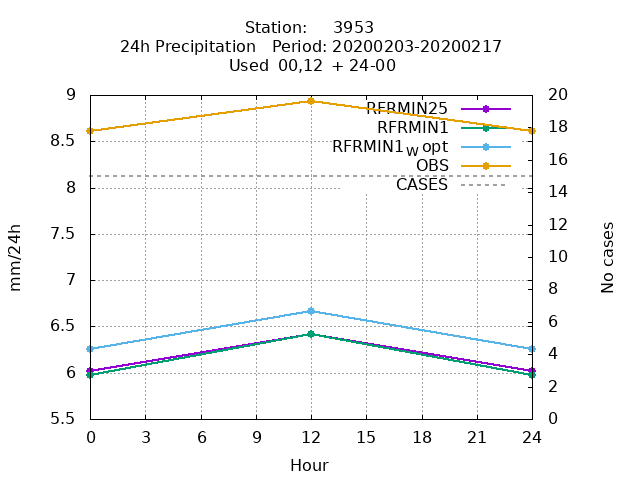 Station: 3953
24h Precipitation Period: 20200203-20200217
Used 00,12 + 24-00
9 20
RFRMIN25
RFRMIN1 18
8.5
RFRMIN1w opt
OBS 16
CASES
8 14
7.5 12
mm/24h
No cases
10
7
8
6.5 6
4
6
2
5.5 0
0 3 6 9 12 15 18 21 24
Hour